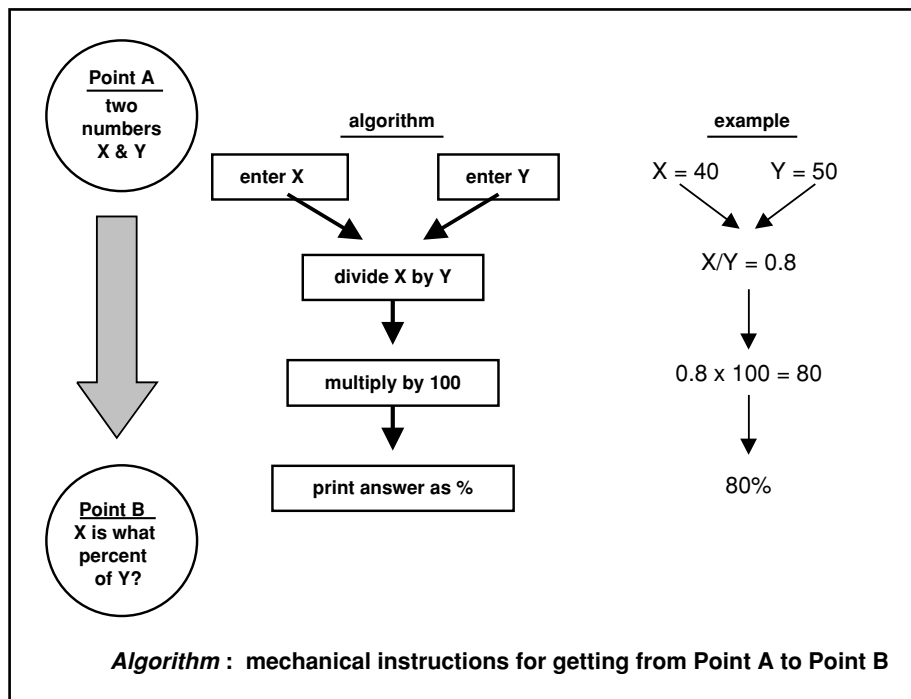 Point A
two
numbers
X & Y
algorithm
enter X
enter Y
divide X by Y
multiply by 100
print answer as %
example
X = 40
Y = 50
X/Y = 0.8
0.8 x 100 = 80
80%
Point B
X is what
percent
of Y?
Algorithm : mechanical instructions for getting from Point A to Point B